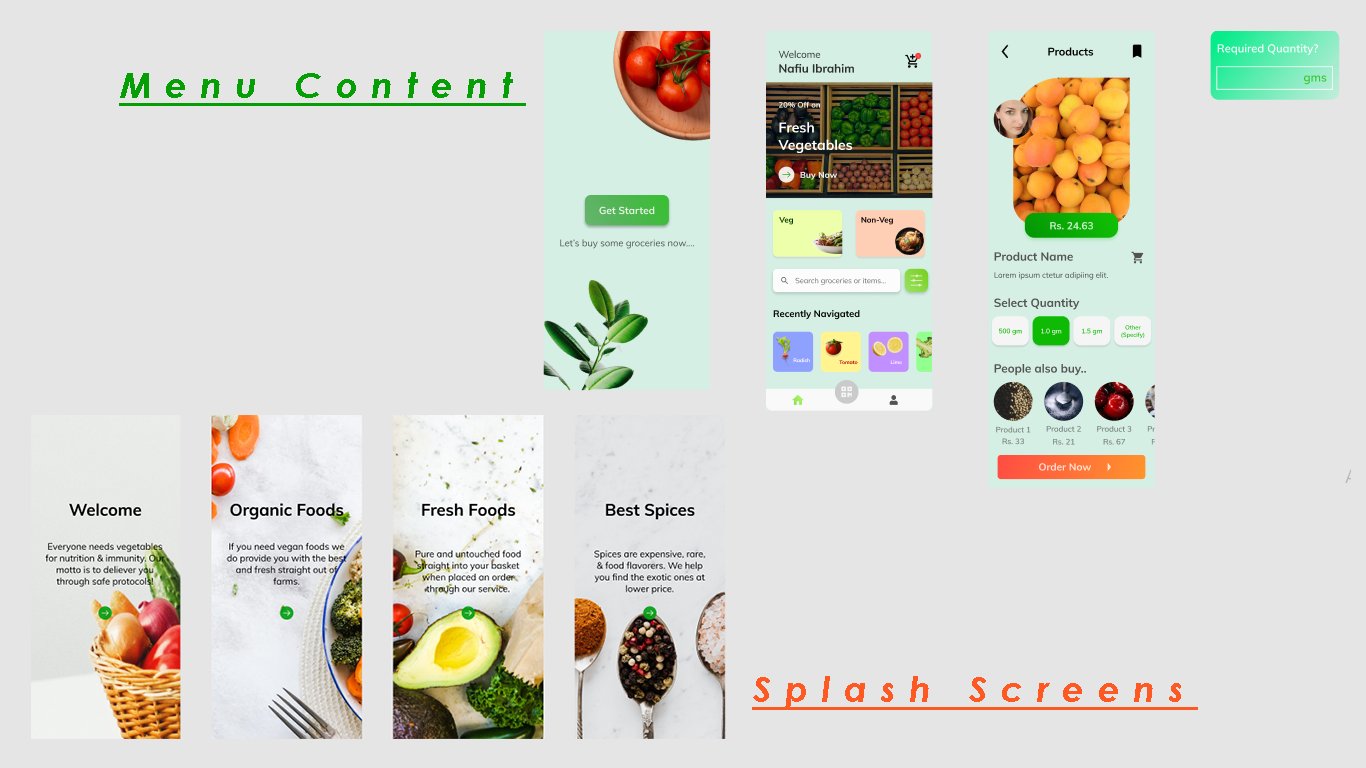 Menu Content
Get Started
Let's buy some groceries now....
Welcome
Nafiu Ibrahim
20% Off on
Fresh
Vegetables
Buy Now
Veg
Non-Veg
Search groceries or items...
Recently Navigated
Radish
Tomato
Lime
Products
Rs. 24.63
Product Name
Lorem ipsum ctetur adipiing elit.
Select Quantity
500 gm
1.0 gm
1.5 gm
Other
(Specify)
People also buy..
Product 1
Rs. 33
Product 2
Rs. 21
Product 3
Rs. 67
Pr
Order Now
Required Quantity?
gms
Welcome
Everyone needs vegetables
for nutrition & immunity. Our
motto is to deliever you
through safe protocols!
Organic Foods
If you need vegan foods we
do provide you with the best
and fresh straight out of
farms.
Fresh Foods
Pure and untouched food
straight into your basket
when placed an order
through our service.
Best Spices
Spices are expensive, rare,
& food flavorers. We help
you find the exotic ones at
lower price.
Splash Screens